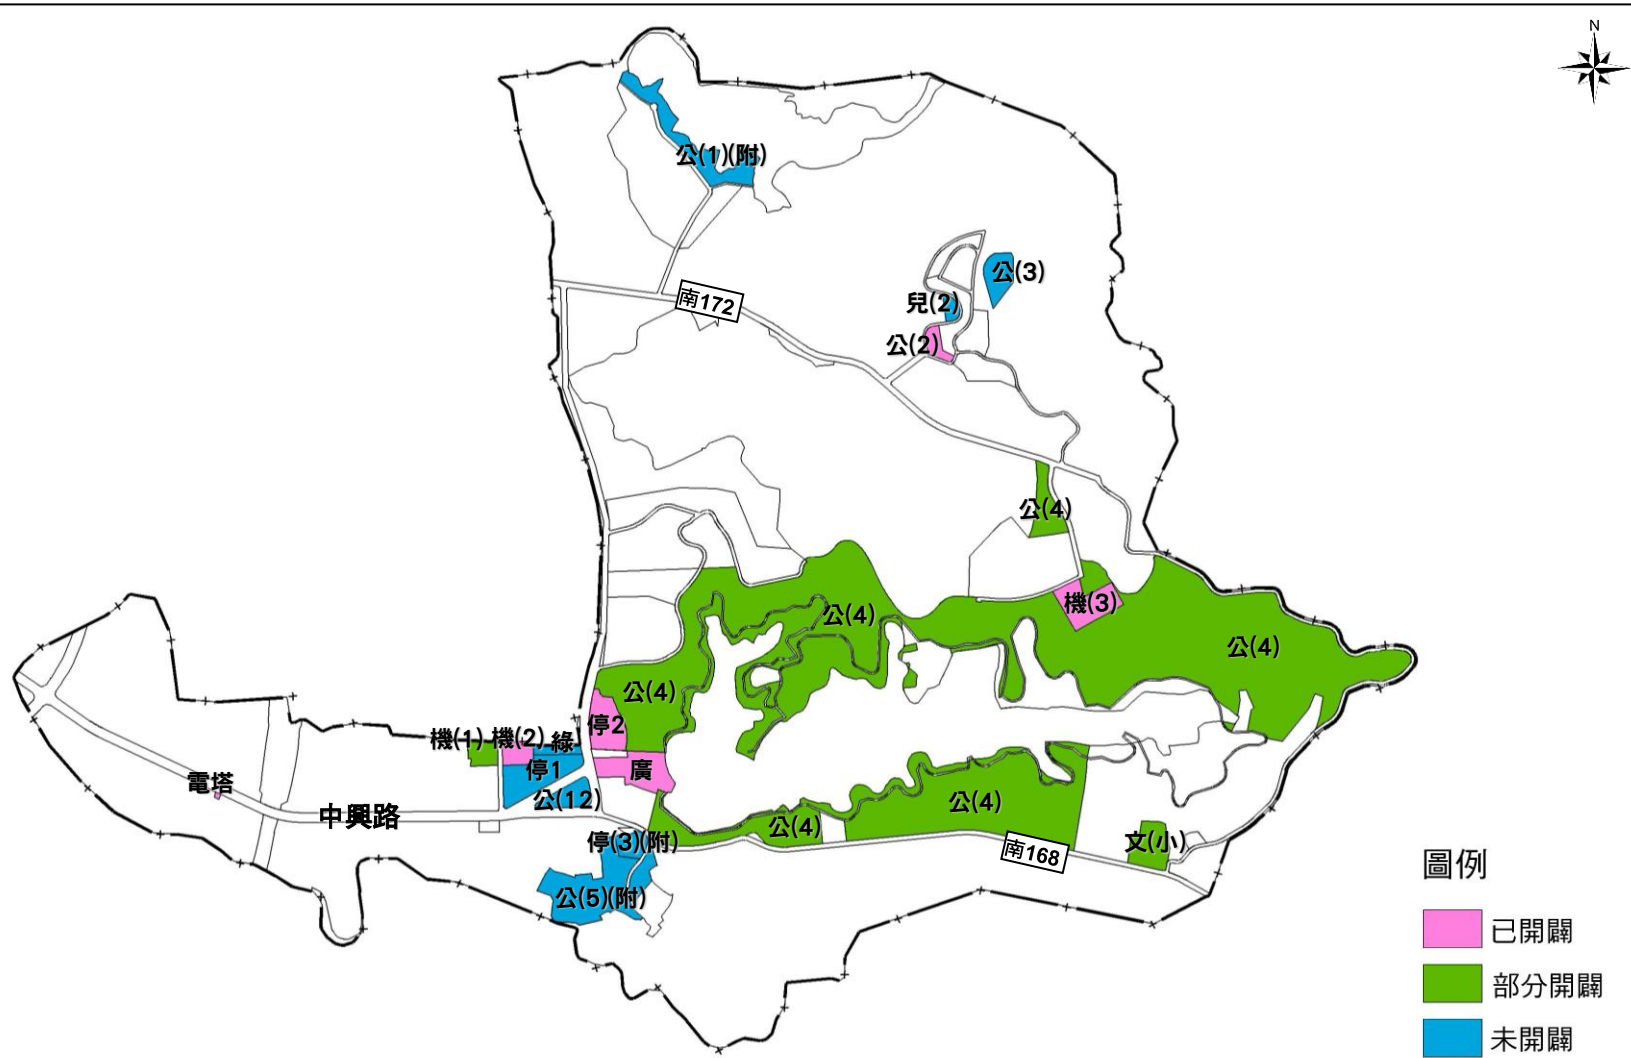 N
公(1)(附)
公(3)
兒(2)
南172
公(2)
公(4)
機(3)
公(4)
公(4)
公(4)
停2
機(1)
機(2)
綠
停1
廣
電塔
公(12)
中興路
公(4)
公(4)
停(3)(附)
文(小)
南168
公(5)(附)
圖例
已開闢
部分開闢
未開闢